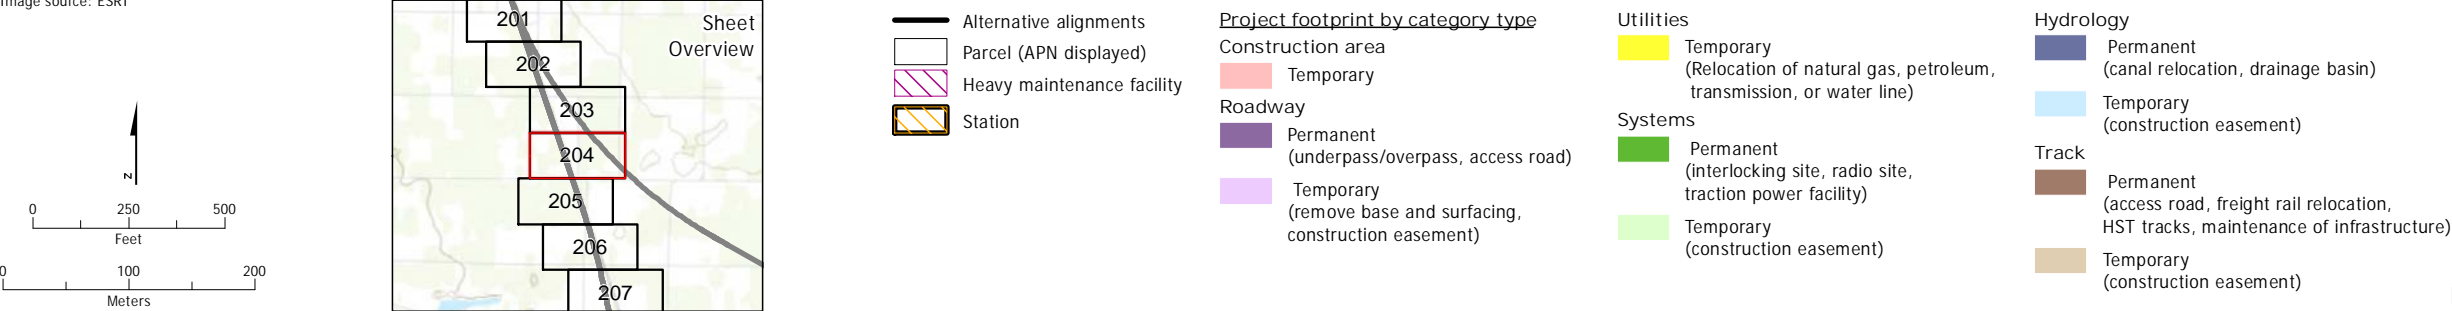 Image source: ESRI
N
0 250 500
Feet
0 100 200
Meters
Sheet
Overview
201
202
203
204
205
206
207
Alternative alignments
Parcel (APN displayed)
Heavy maintenance facility
Station
Project footprint by category type
Construction area
Temporary
Roadway
Permanent
(underpass/overpass, access road)
Temporary
(remove base and surfacing,
construction easement)
Utilities
Temporary
(Relocation of natural gas, petroleum,
transmission, or water line)
Systems
Permanent
(interlocking site, radio site,
traction power facility)
Temporary
(construction easement)
Hydrology
Permanent
(canal relocation, drainage basin)
Temporary
(construction easement)
Track
Permanent
(access road, freight rail relocation,
HST tracks, maintenance of infrastructure)
Temporary
(construction easement)